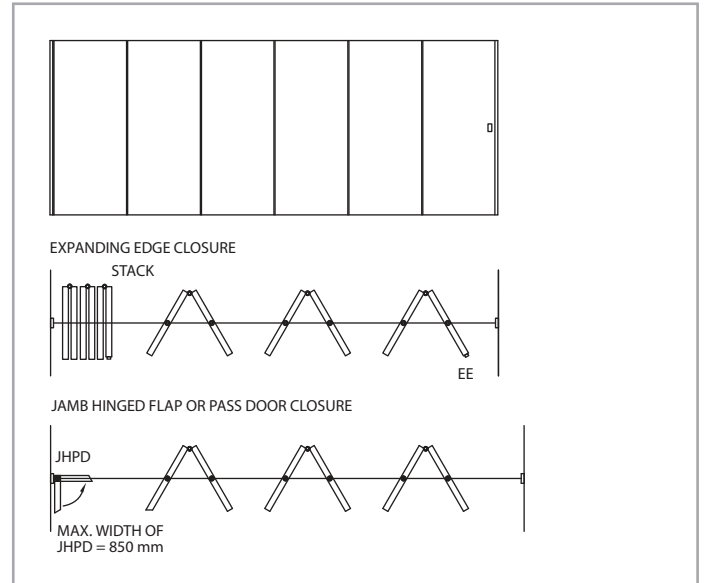 EXPANDING EDGE CLOSURE
STACK
EE
JAMB HINGED FLAP OR PASS DOOR CLOSURE
JHPD
MAX. WIDTH OF
JHPD = 850 mm